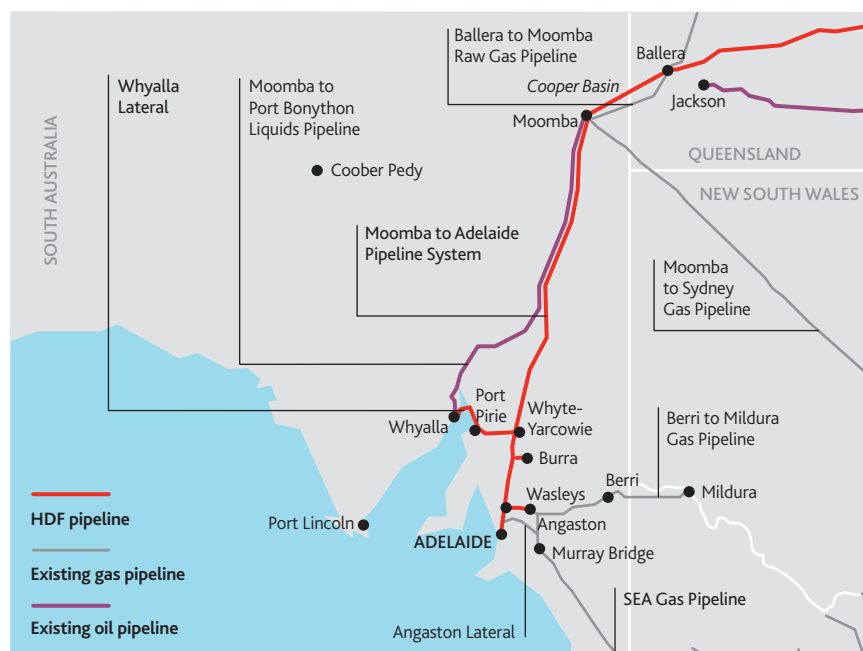 Ballera to Moomba
Raw Gas Pipeline
Ballera
Whyalla
Lateral
Moomba to
Port Bonython
Liquids Pipeline
Cooper Basin
Jackson
Moomba
SOUTH AUSTRALIA
Coober Pedy
QUEENSLAND
NEW SOUTH WALES
Moomba to Adelaide
Pipeline System
Moomba
to Sydney
Gas Pipeline
Port
Pirie
Whyte-
Yarcowie
Whyalla
Berri to Mildura
Gas Pipeline
Burra
Berri
Mildura
Wasleys
HDF pipeline
Port Lincoln
Angaston
ADELAIDE
Murray Bridge
Existing gas pipeline
SEA Gas Pipeline
Existing oil pipeline
Angaston Lateral